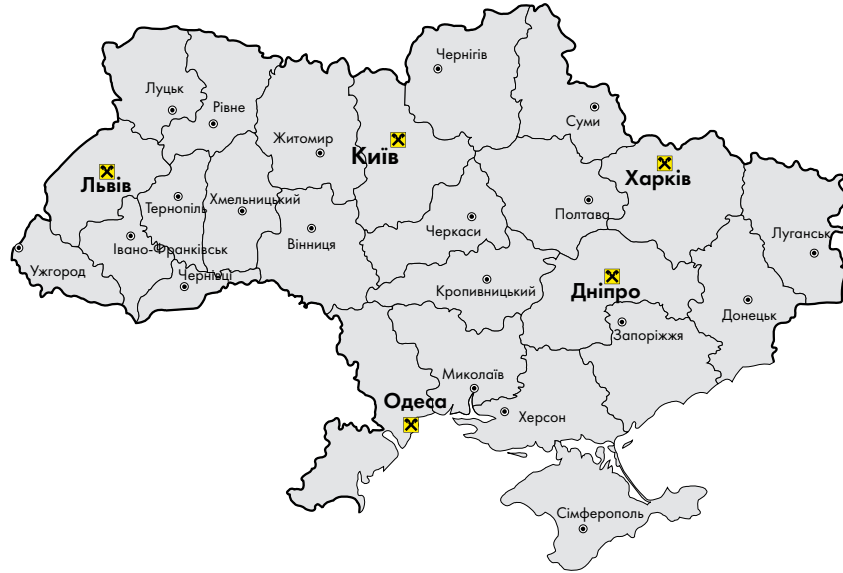 Чернігів
Луцьк
Рівне
Суми
Житомир
Київ
Харків
Львів
Тернопіль
Хмельницький
Полтава
Черкаси
Вінниця
Луганськ
Івано-Франківськ
Ужгород
Чернівці
Кропивницький
Дніпро
Донецьк
Запоріжжя
Миколаїв
Одеса
Херсон
Сімферополь